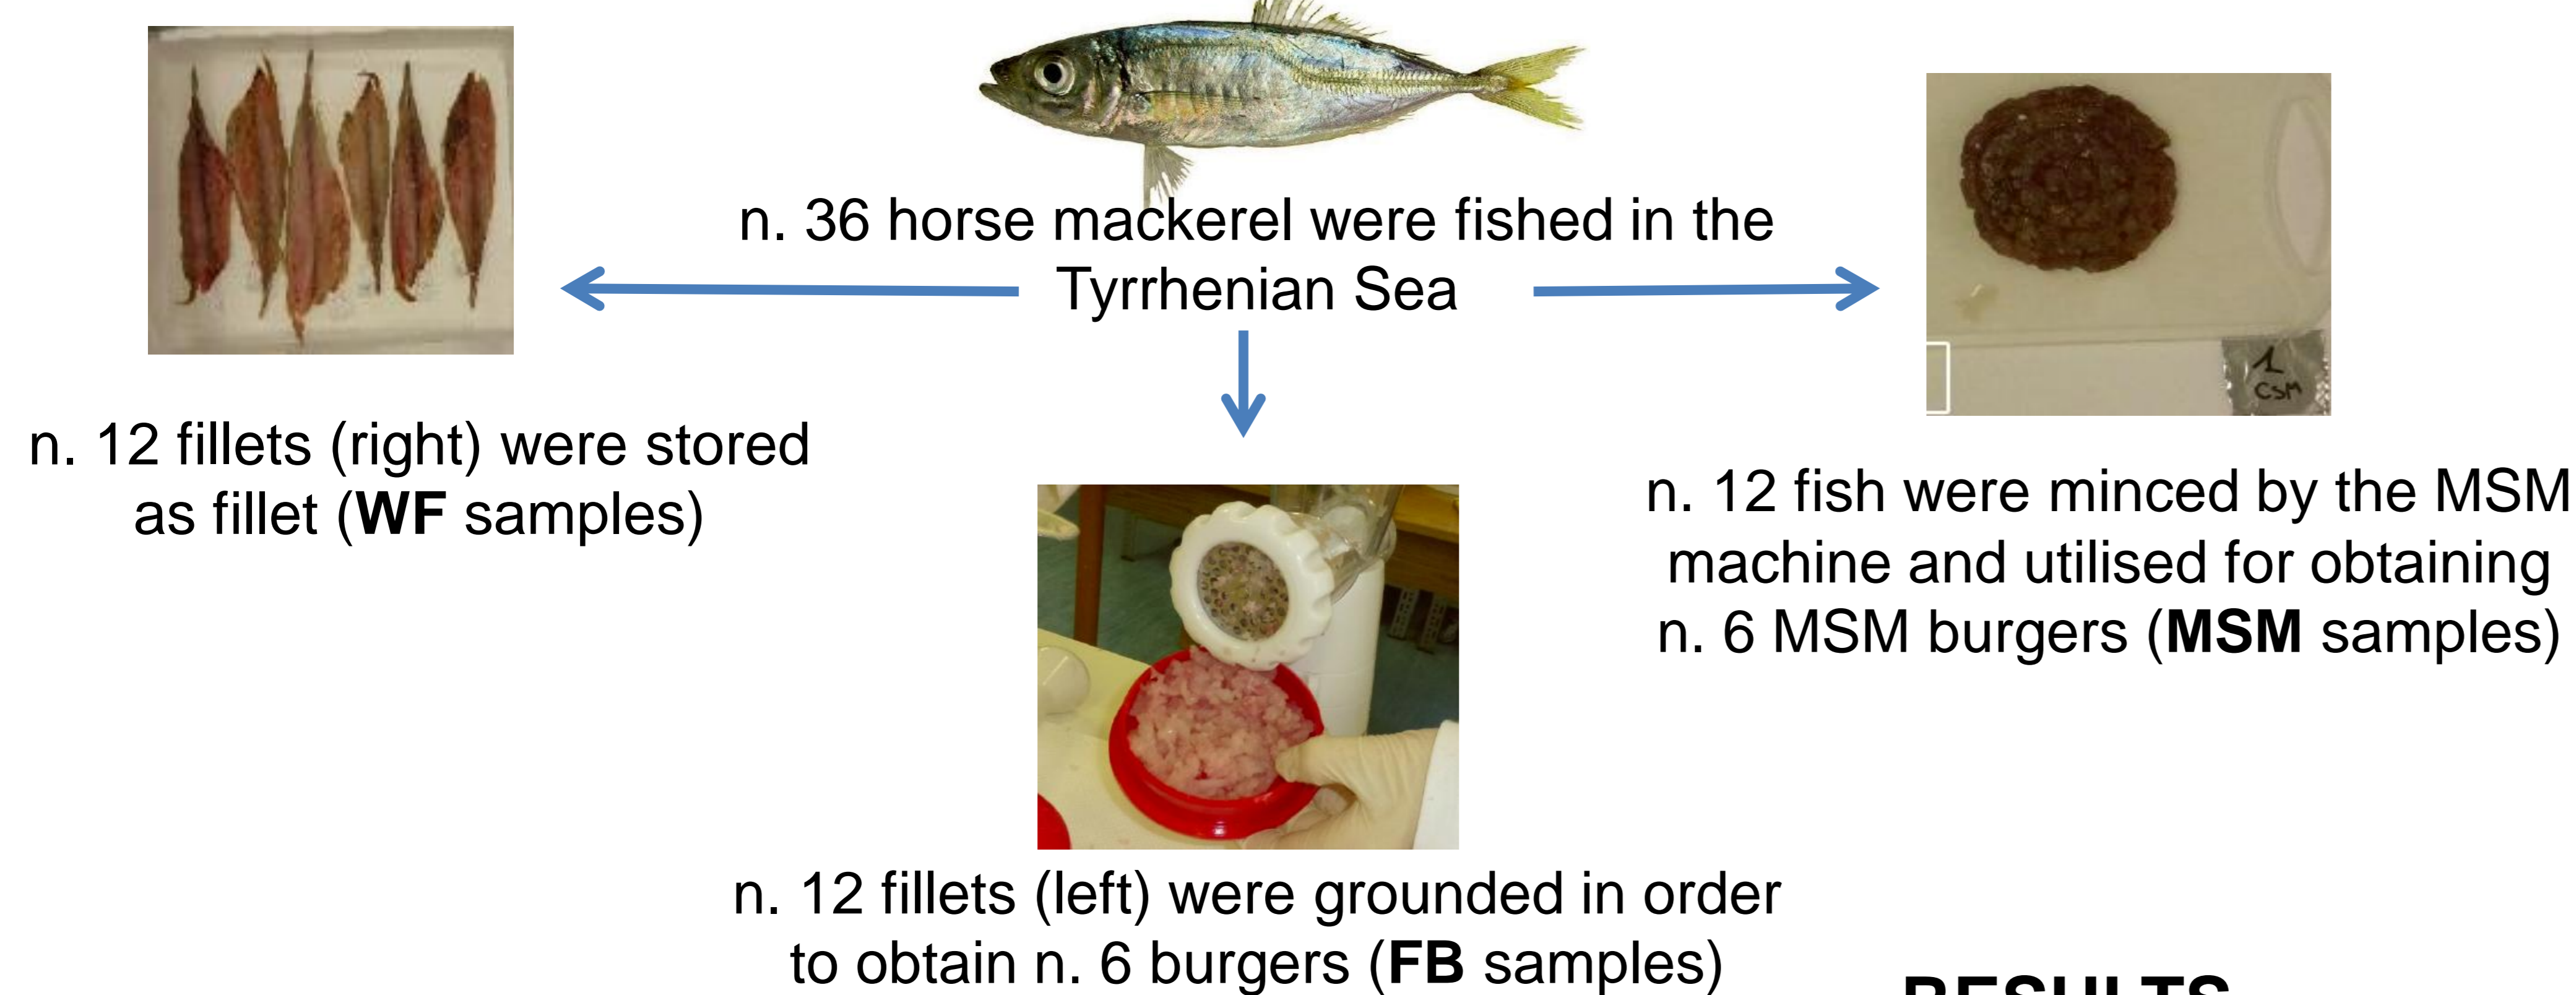 n. 36 horse mackerel were fished in the
Tyrrhenian Sea
n. 12 fillets (right) were stored
as fillet (WF samples)
1
CSM
n. 12 fish were minced by the MSM
machine and utilised for obtaining
n. 6 MSM burgers (MSM samples)
n. 12 fillets (left) were grounded in order
to obtain n. 6 burgers (FB samples)
RESULTS